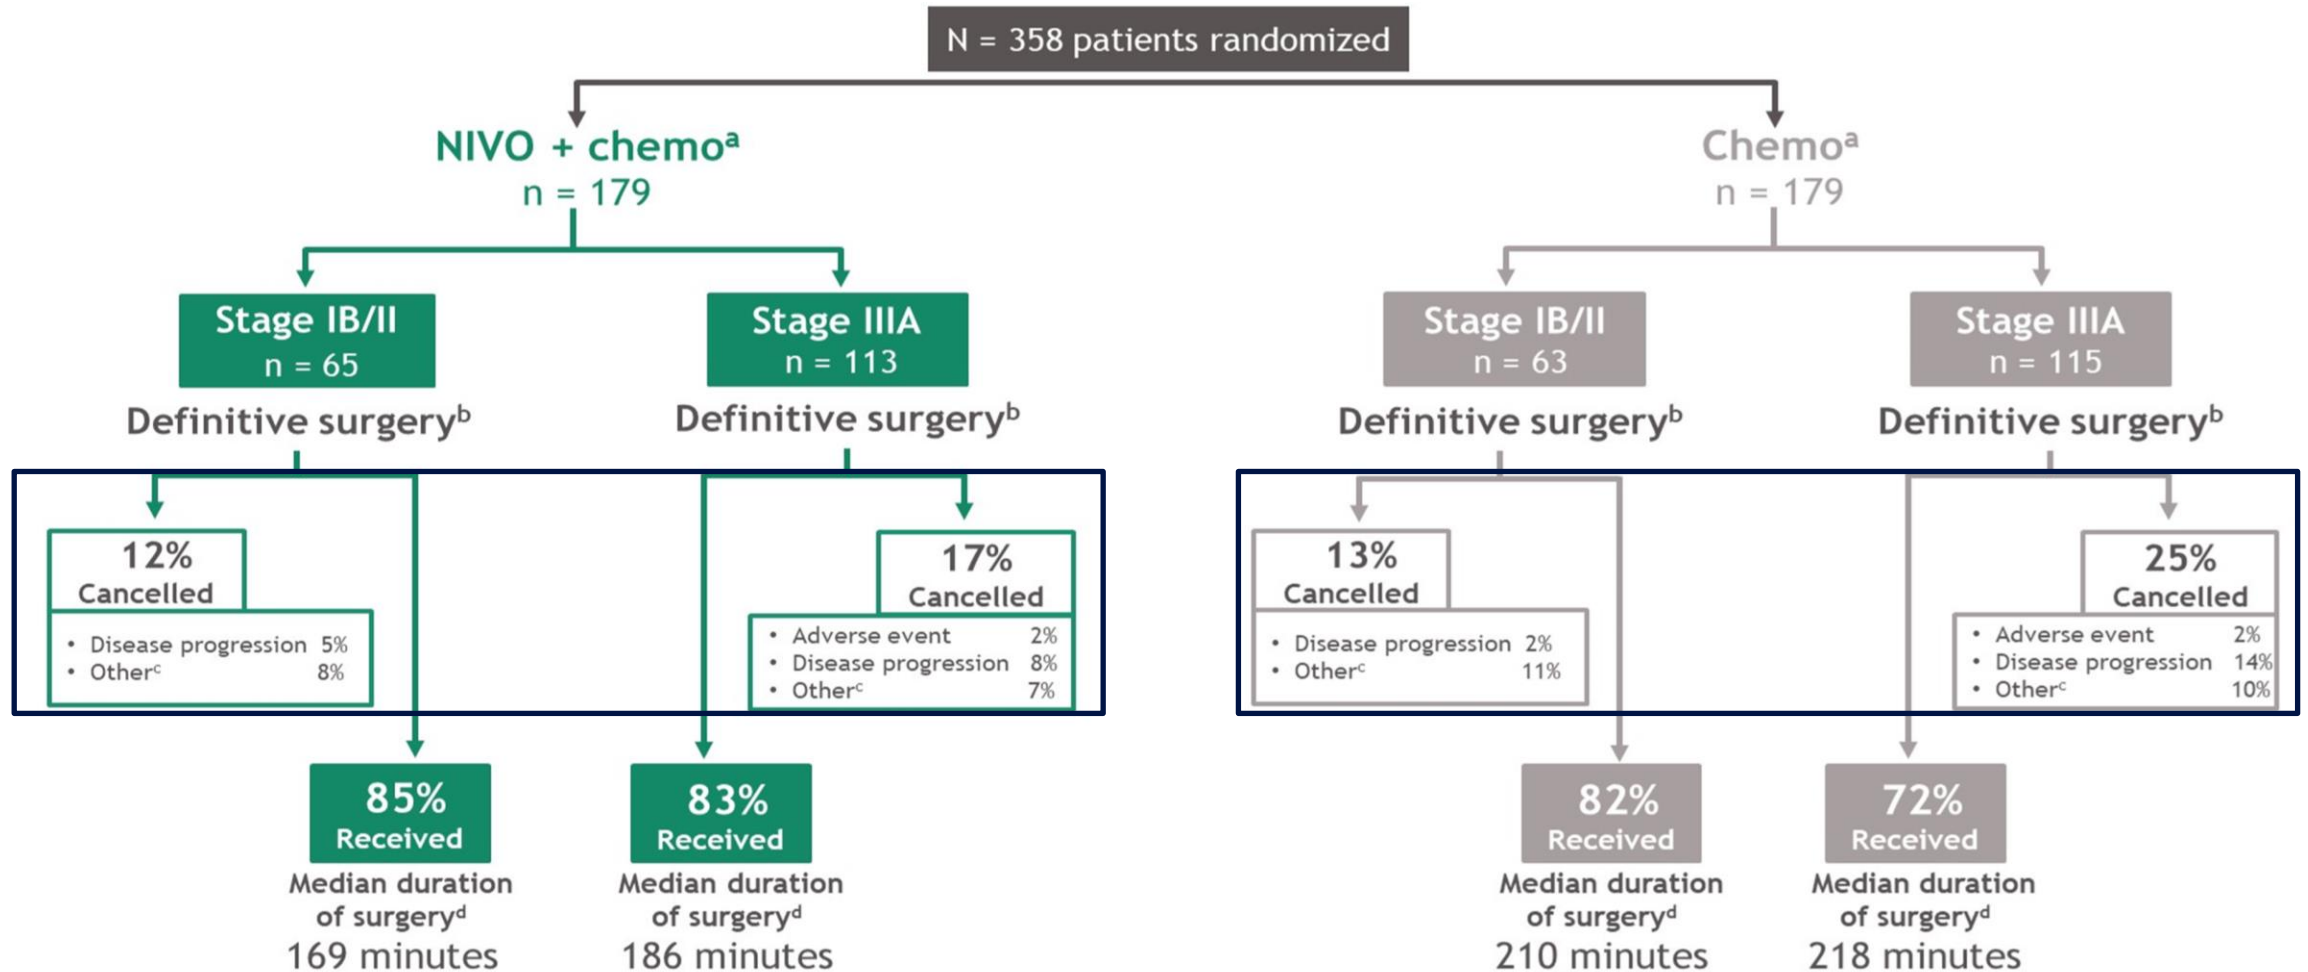 N = 358 patients randomized
NIVO + chemoᵃ
n = 179
Chemoᵃ
n = 179
Stage IB/II
n = 65
Definitive surgeryᵇ
Stage IIIA
n = 113
Definitive surgeryᵇ
Stage IB/II
n = 63
Definitive surgeryᵇ
Stage IIIA
n = 115
Definitive surgeryᵇ
12%
Cancelled
• Disease progression 5%
• Otherᶜ 8%
17%
Cancelled
• Adverse event 2%
• Disease progression 8%
• Otherᶜ 7%
13%
Cancelled
• Disease progression 2%
• Otherᶜ 11%
25%
Cancelled
• Adverse event 2%
• Disease progression 14%
• Otherᶜ 10%
85%
Received
Median duration
of surgeryᵈ
169 minutes
83%
Received
Median duration
of surgeryᵈ
186 minutes
82%
Received
Median duration
of surgeryᵈ
210 minutes
72%
Received
Median duration
of surgeryᵈ
218 minutes